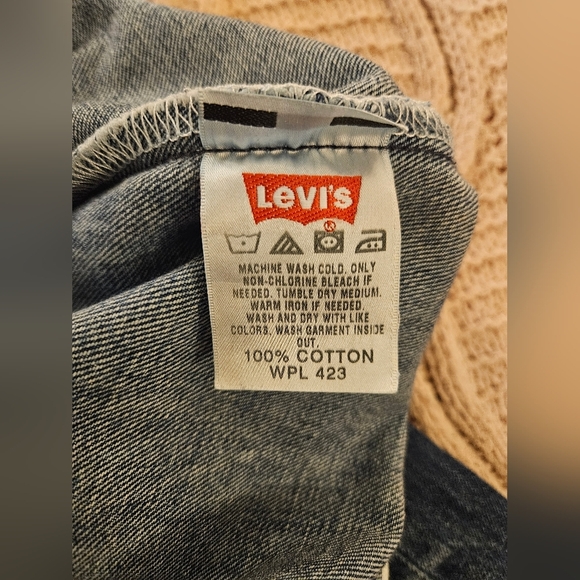 Levi's
MACHINE WASH COLD. ONLY
NON-CHLORINE BLEACH IF
NEEDED. TUMBLE DRY MEDIUM.
WARM IRON IF NEEDED.
WASH AND DRY WITH LIKE
COLORS. WASH GARMENT INSIDE
OUT.
100% COTTON
WPL 423